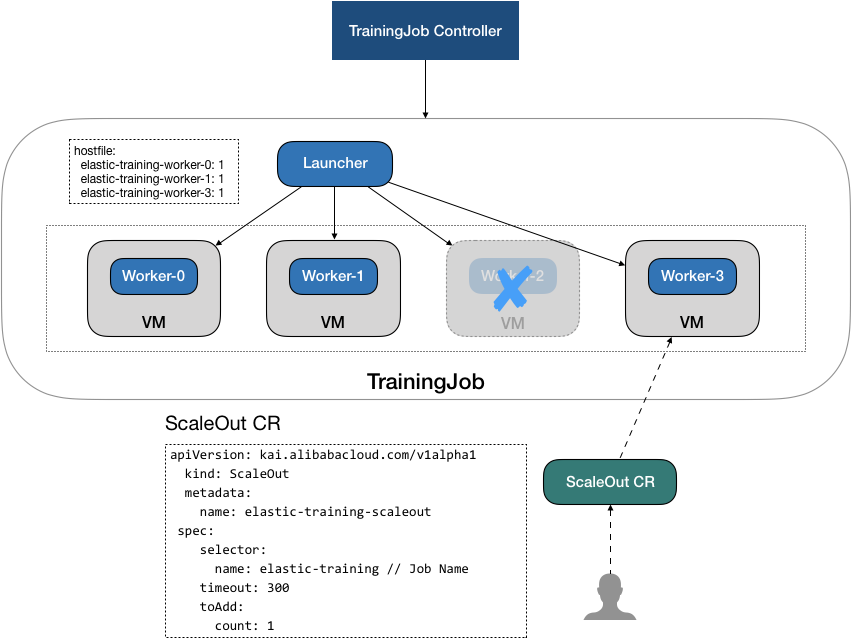 TrainingJob Controller
hostfile:
elastic-training-worker-0: 1
elastic-training-worker-1: 1
elastic-training-worker-3: 1
Launcher
Worker-0
VM
Worker-1
VM
Worker-2
VM
Worker-3
VM
TrainingJob
ScaleOut CR
apiVersion: kai.alibabacloud.com/v1alpha1
kind: ScaleOut
metadata:
name: elastic-training-scaleout
spec:
selector:
name: elastic-training // Job Name
timeout: 300
toAdd:
count: 1
ScaleOut CR